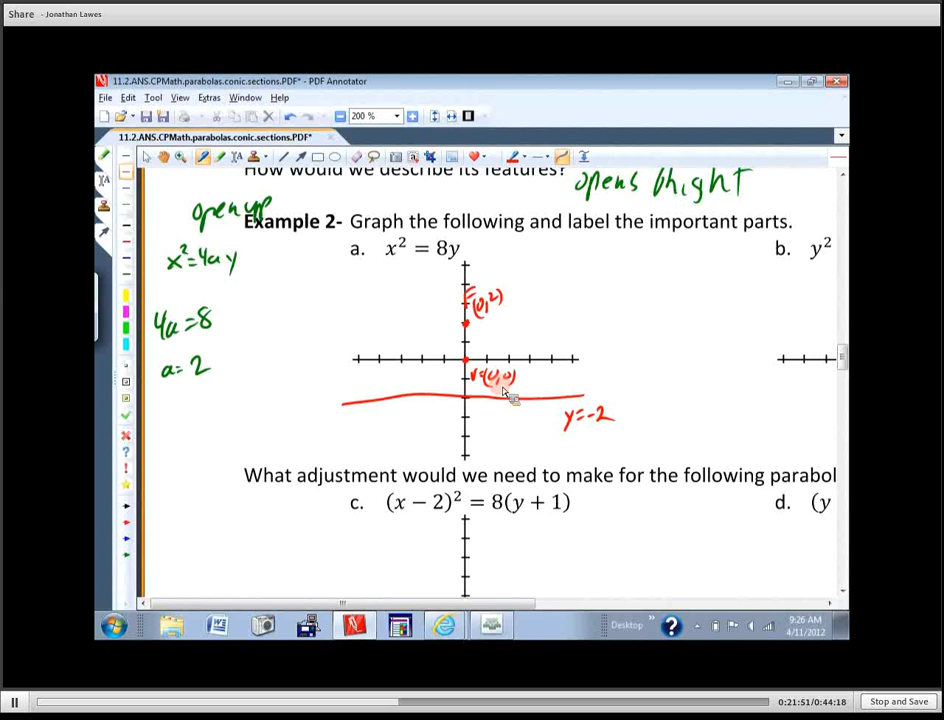 Share - Jonathan Lawes
11.2.ANS.CPMath.parabolas.conic.sections.PDF* - PDF Annotator
File Edit Tool View Extras Window Help
200 %
11.2.ANS.CPMath.parabolas.conic.sections.PDF*
How would we describe its features?
opens
open up
Example 2- Graph the following and label the important parts.
x²=4ay
a. x² = 8y
b. y²
F=(0,2)
4a=8
a=2
V=(0,0)
y=-2
What adjustment would we need to make for the following parabol
c. (x − 2)² = 8(y + 1)
d. (y
Desktop
9:26 AM
4/11/2012
0:21:51/0:44:18
Stop and Save